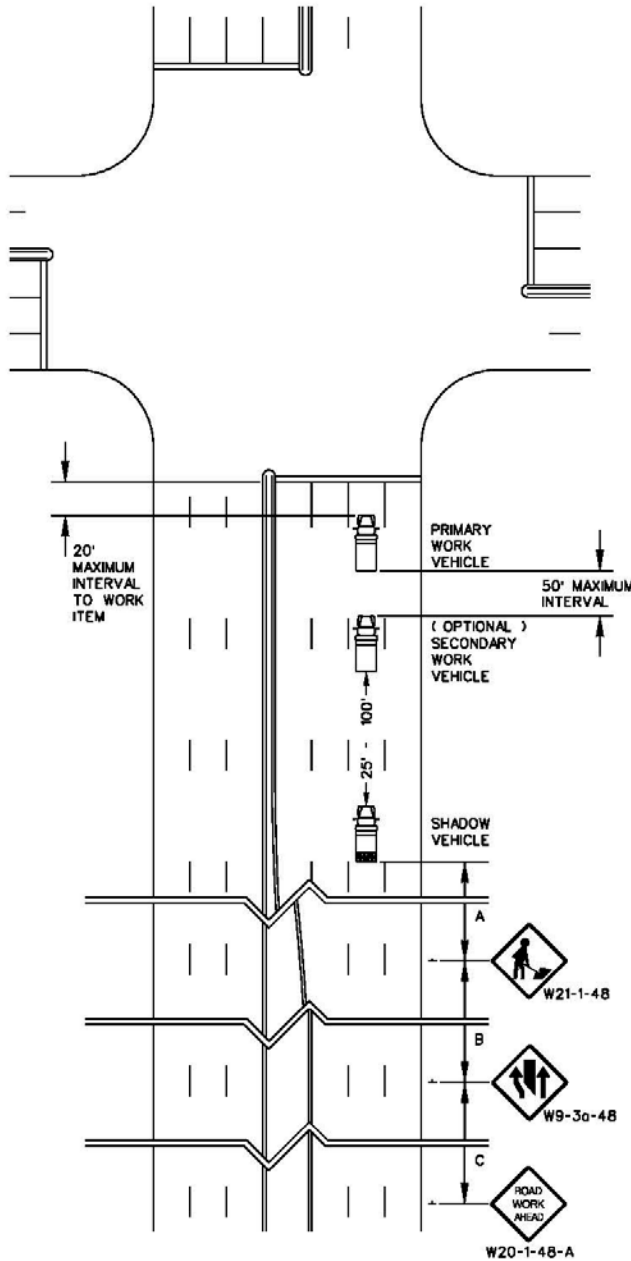 20'
MAXIMUM
INTERVAL
TO WORK
ITEM
PRIMARY
WORK
VEHICLE
50' MAXIMUM
INTERVAL
( OPTIONAL )
SECONDARY
WORK
VEHICLE
25' - 100'
SHADOW
VEHICLE
A
W21-1-48
B
W9-3a-48
C
ROAD
WORK
AHEAD
W20-1-48-A